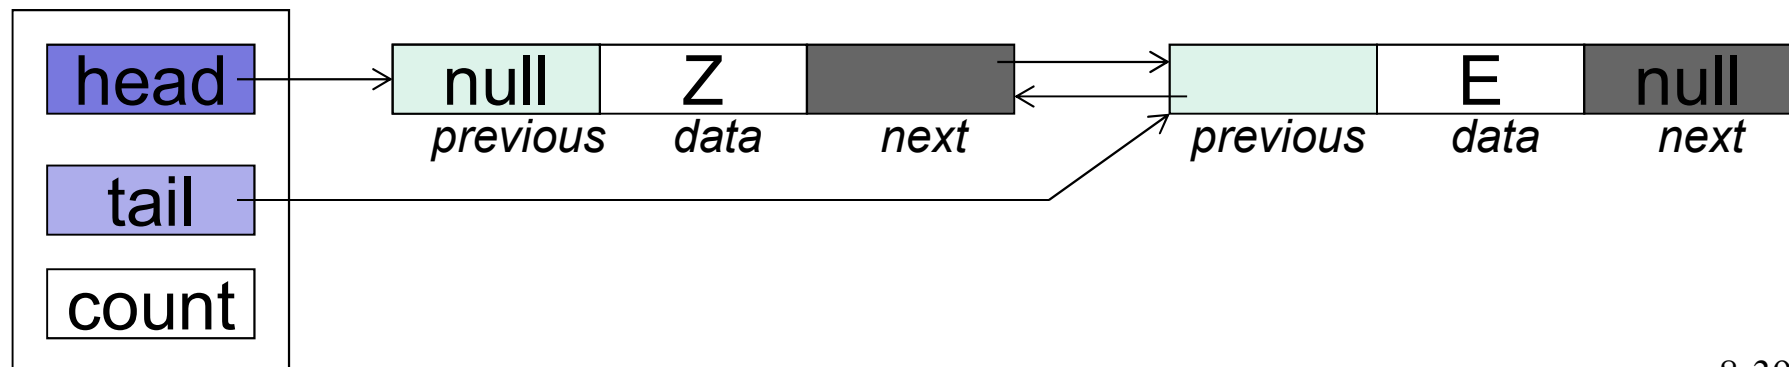 head null Z E null
previous data next previous data next
tail
count